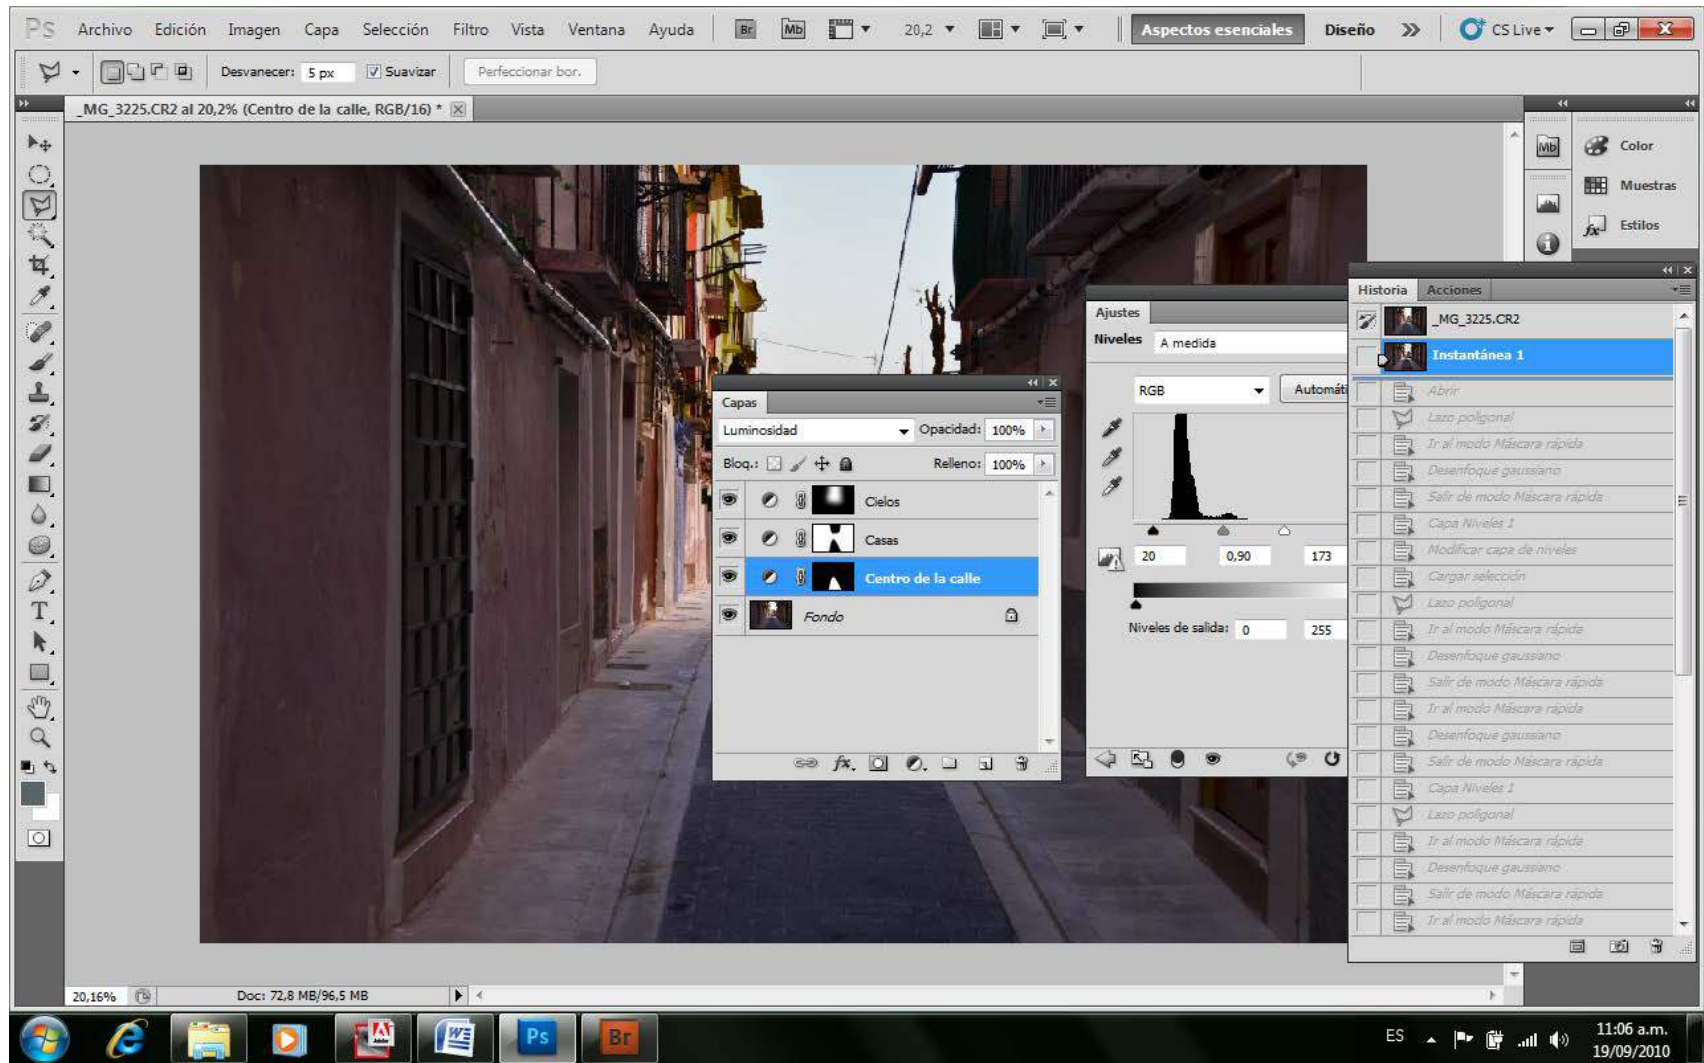 Ps Archivo Edición Imagen Capa Selección Filtro Vista Ventana Ayuda Br Mb 20,2 Aspectos esenciales Diseño CS Live
Desvanecer: 5 px Suavizar Perfeccionar bor.
_MG_3225.CR2 al 20,2% (Centro de la calle, RGB/16) *
Mb
Color
Muestras
Estilos
Historia Acciones
_MG_3225.CR2
Instantánea 1
Abrir
Lazo poligonal
Ir al modo Máscara rápida
Desenfoque gaussiano
Salir de modo Máscara rápida
Capa Niveles 1
Modificar capa de niveles
Cargar selección
Lazo poligonal
Ir al modo Máscara rápida
Desenfoque gaussiano
Salir de modo Máscara rápida
Ir al modo Máscara rápida
Desenfoque gaussiano
Salir de modo Máscara rápida
Capa Niveles 1
Lazo poligonal
Ir al modo Máscara rápida
Desenfoque gaussiano
Salir de modo Máscara rápida
Ir al modo Máscara rápida
Ajustes
Niveles A medida
RGB Automáti
20 0,90 173
Niveles de salida: 0 255
Capas
Luminosidad Opacidad: 100%
Bloq.: Relleno: 100%
Cielos
Casas
Centro de la calle
Fondo
20,16% Doc: 72,8 MB/96,5 MB
Adobe W Ps Br ES 11:06 a.m.
19/09/2010